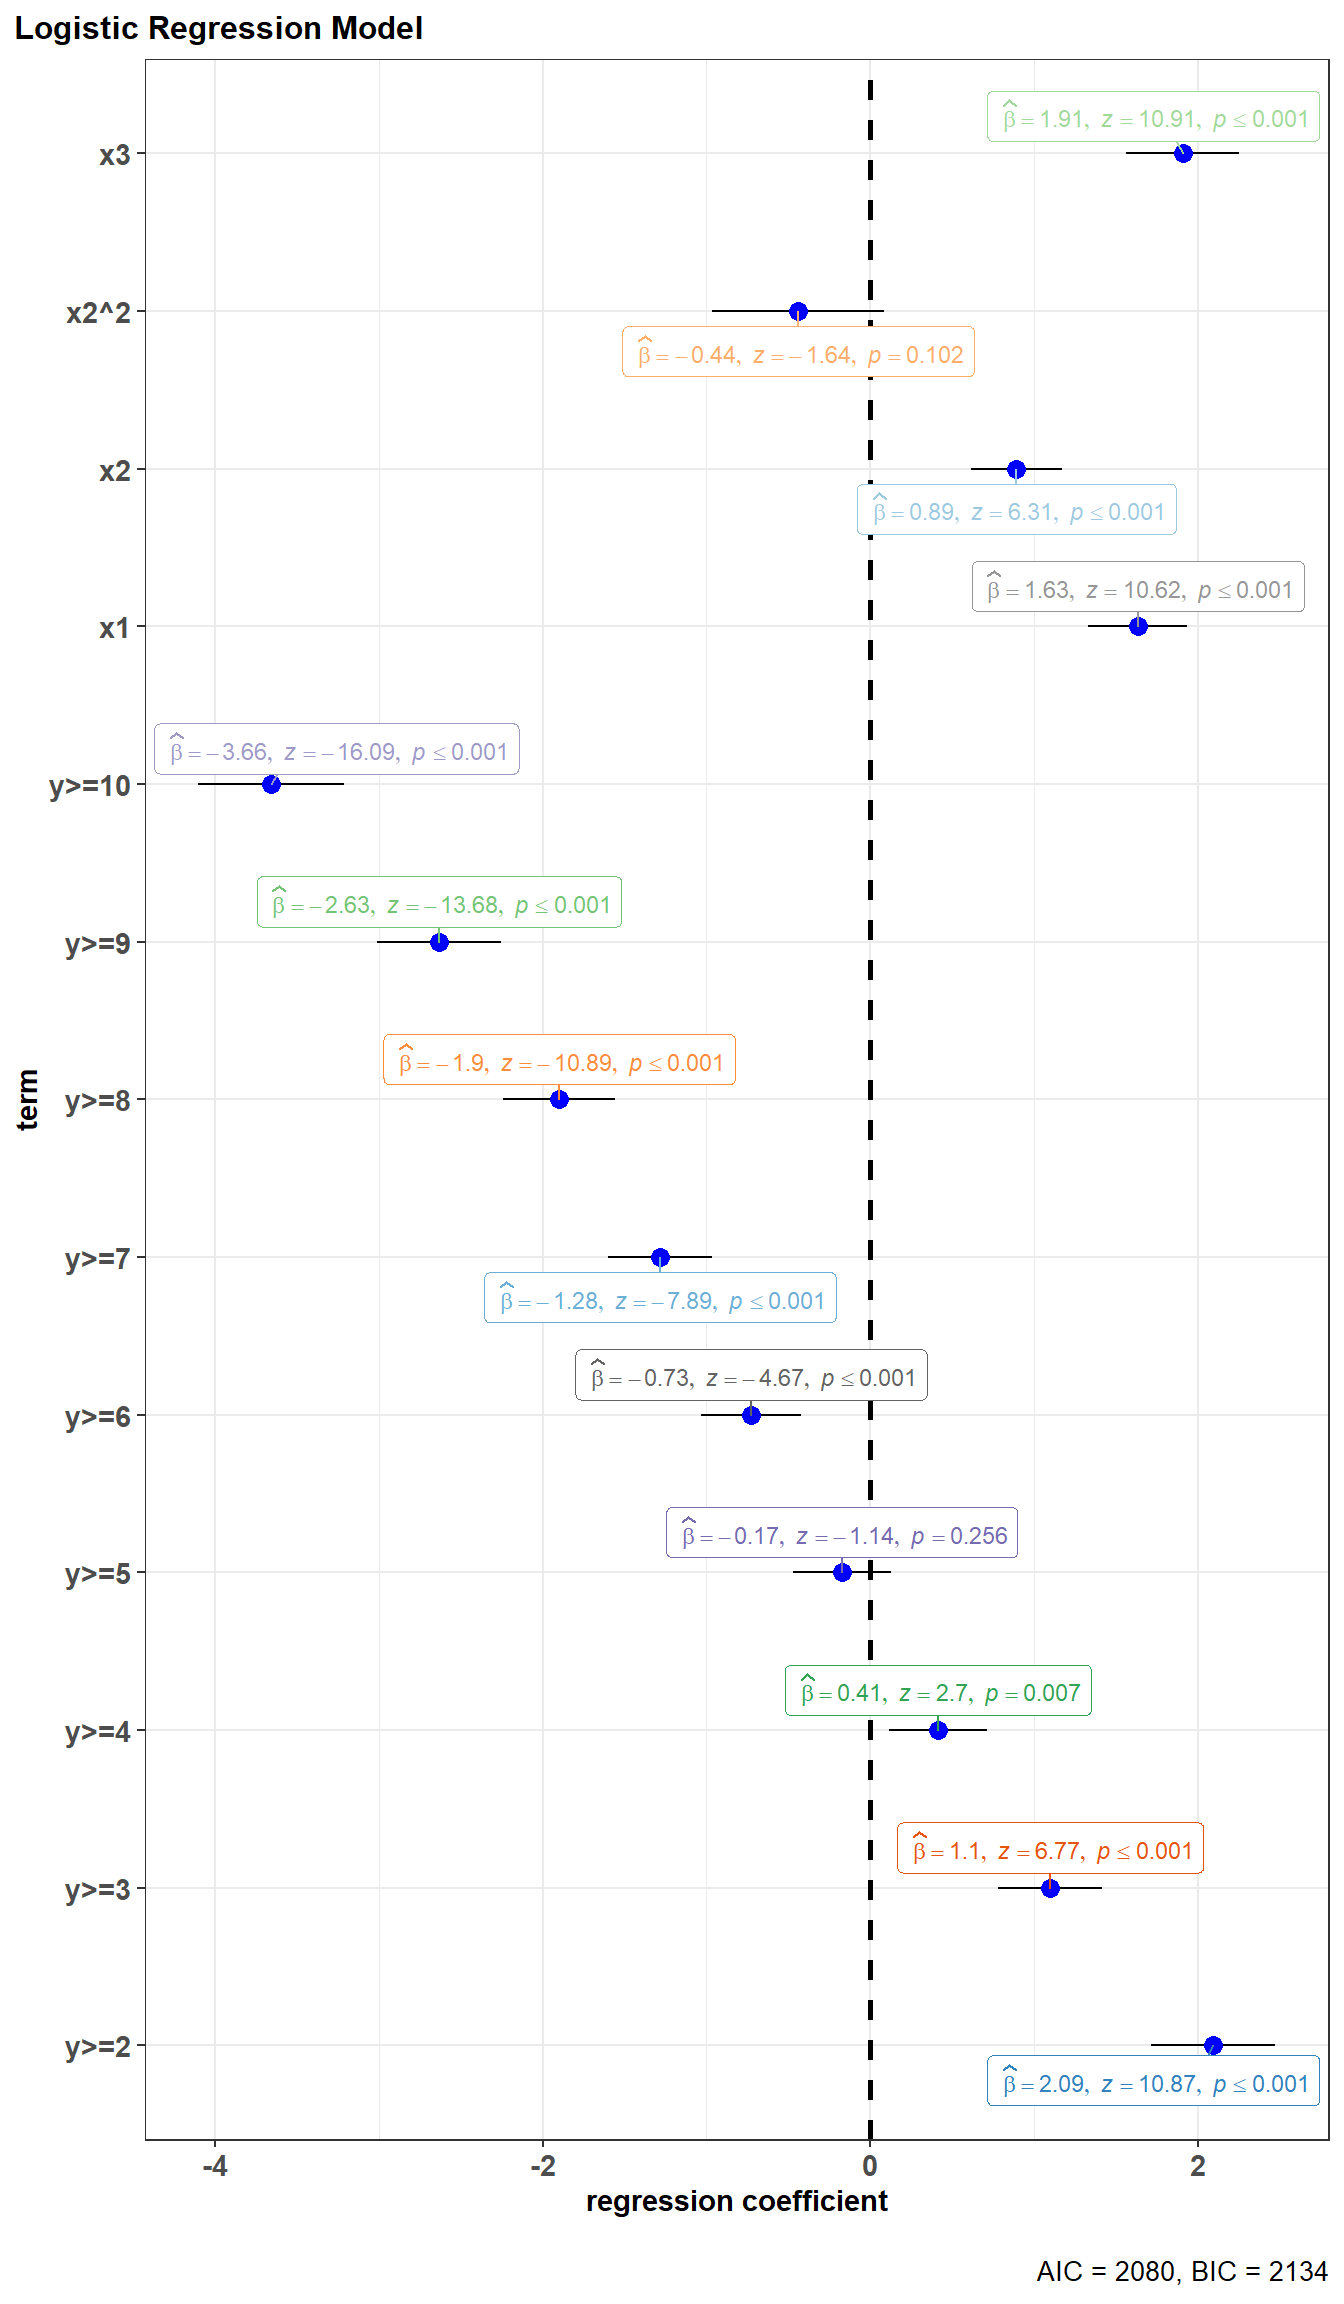 Logistic Regression Model
β̂ = 1.91, z = 10.91, p ≤ 0.001
x3
x2^2
β̂ = −0.44, z = −1.64, p = 0.102
x2
β̂ = 0.89, z = 6.31, p ≤ 0.001
β̂ = 1.63, z = 10.62, p ≤ 0.001
x1
β̂ = −3.66, z = −16.09, p ≤ 0.001
y>=10
β̂ = −2.63, z = −13.68, p ≤ 0.001
y>=9
β̂ = −1.9, z = −10.89, p ≤ 0.001
y>=8
term
y>=7
β̂ = −1.28, z = −7.89, p ≤ 0.001
β̂ = −0.73, z = −4.67, p ≤ 0.001
y>=6
β̂ = −0.17, z = −1.14, p = 0.256
y>=5
β̂ = 0.41, z = 2.7, p = 0.007
y>=4
β̂ = 1.1, z = 6.77, p ≤ 0.001
y>=3
y>=2
β̂ = 2.09, z = 10.87, p ≤ 0.001
-4 -2 0 2
regression coefficient
AIC = 2080, BIC = 2134